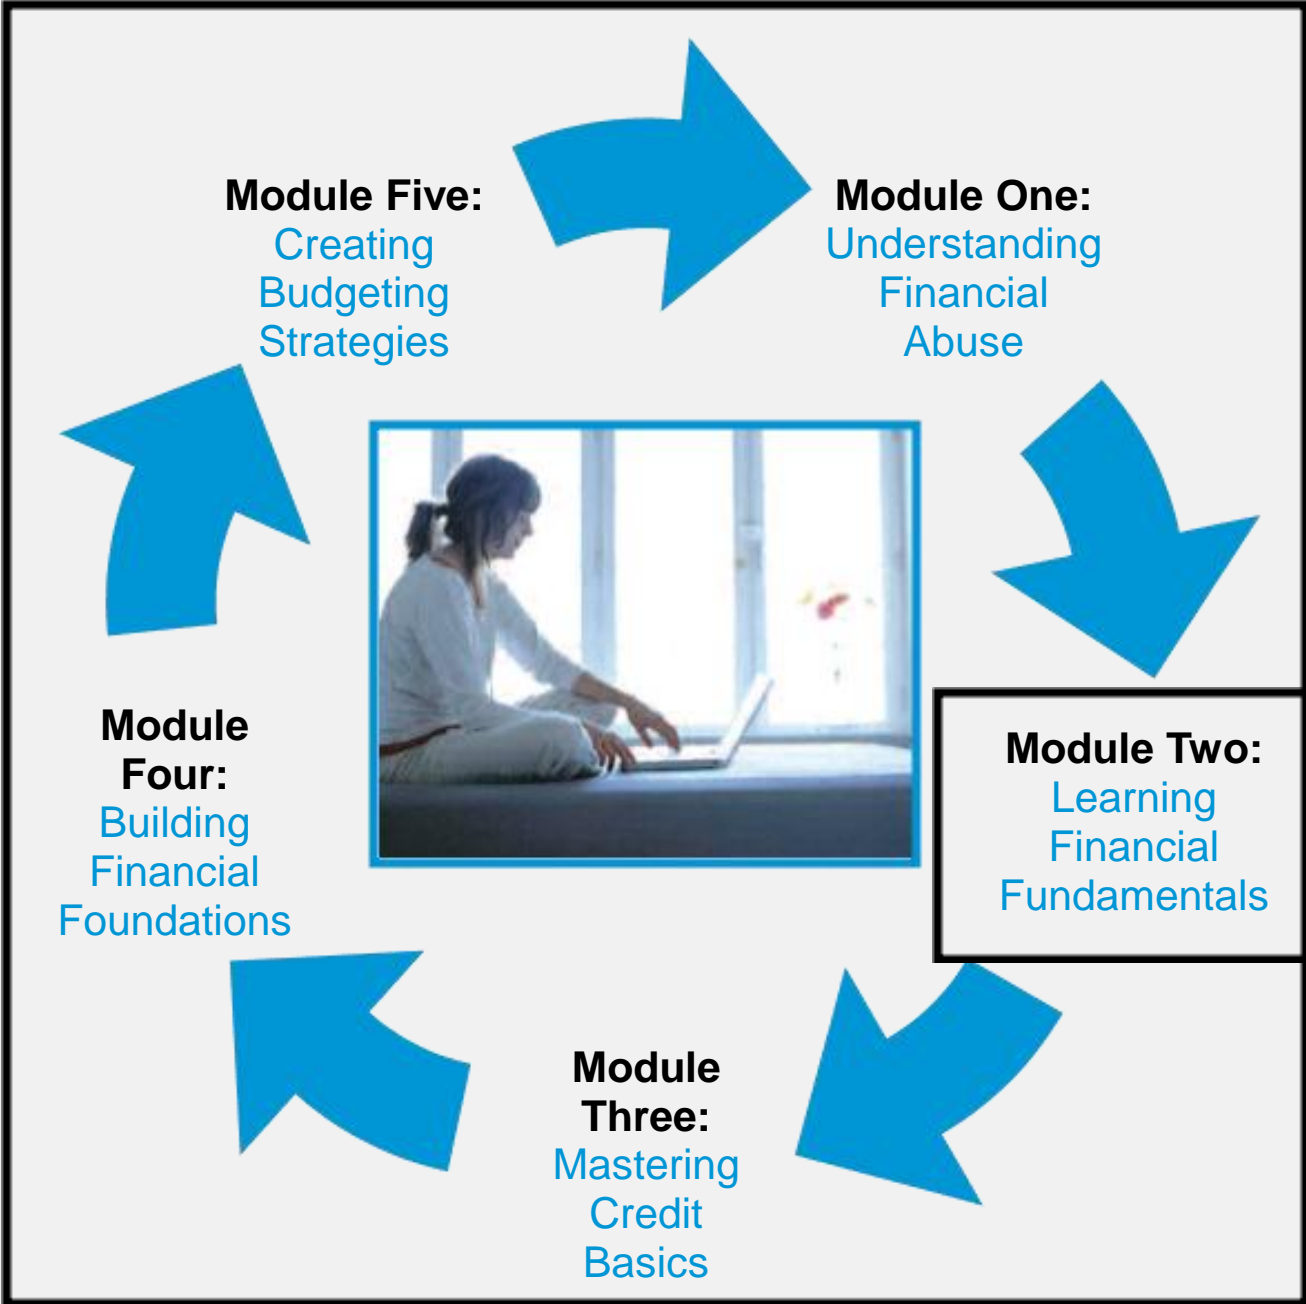 Module Five:
Creating
Budgeting
Strategies
Module One:
Understanding
Financial
Abuse
Module Two:
Learning
Financial
Fundamentals
Module
Three:
Mastering
Credit
Basics
Module
Four:
Building
Financial
Foundations